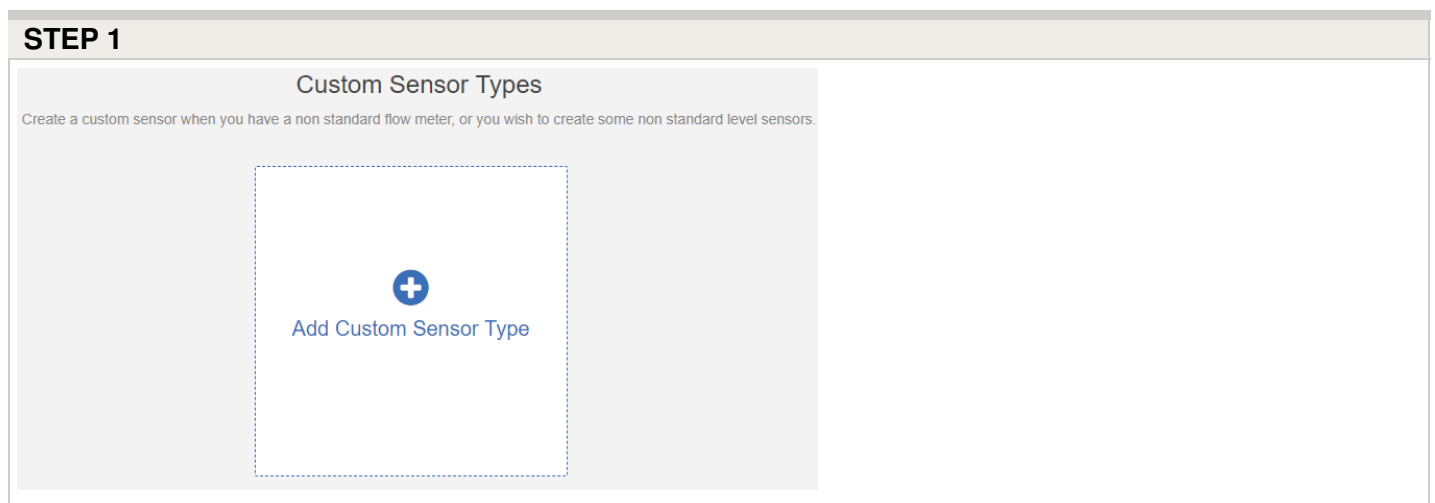 STEP 1
Custom Sensor Types
Create a custom sensor when you have a non standard flow meter, or you wish to create some non standard level sensors.
Add Custom Sensor Type